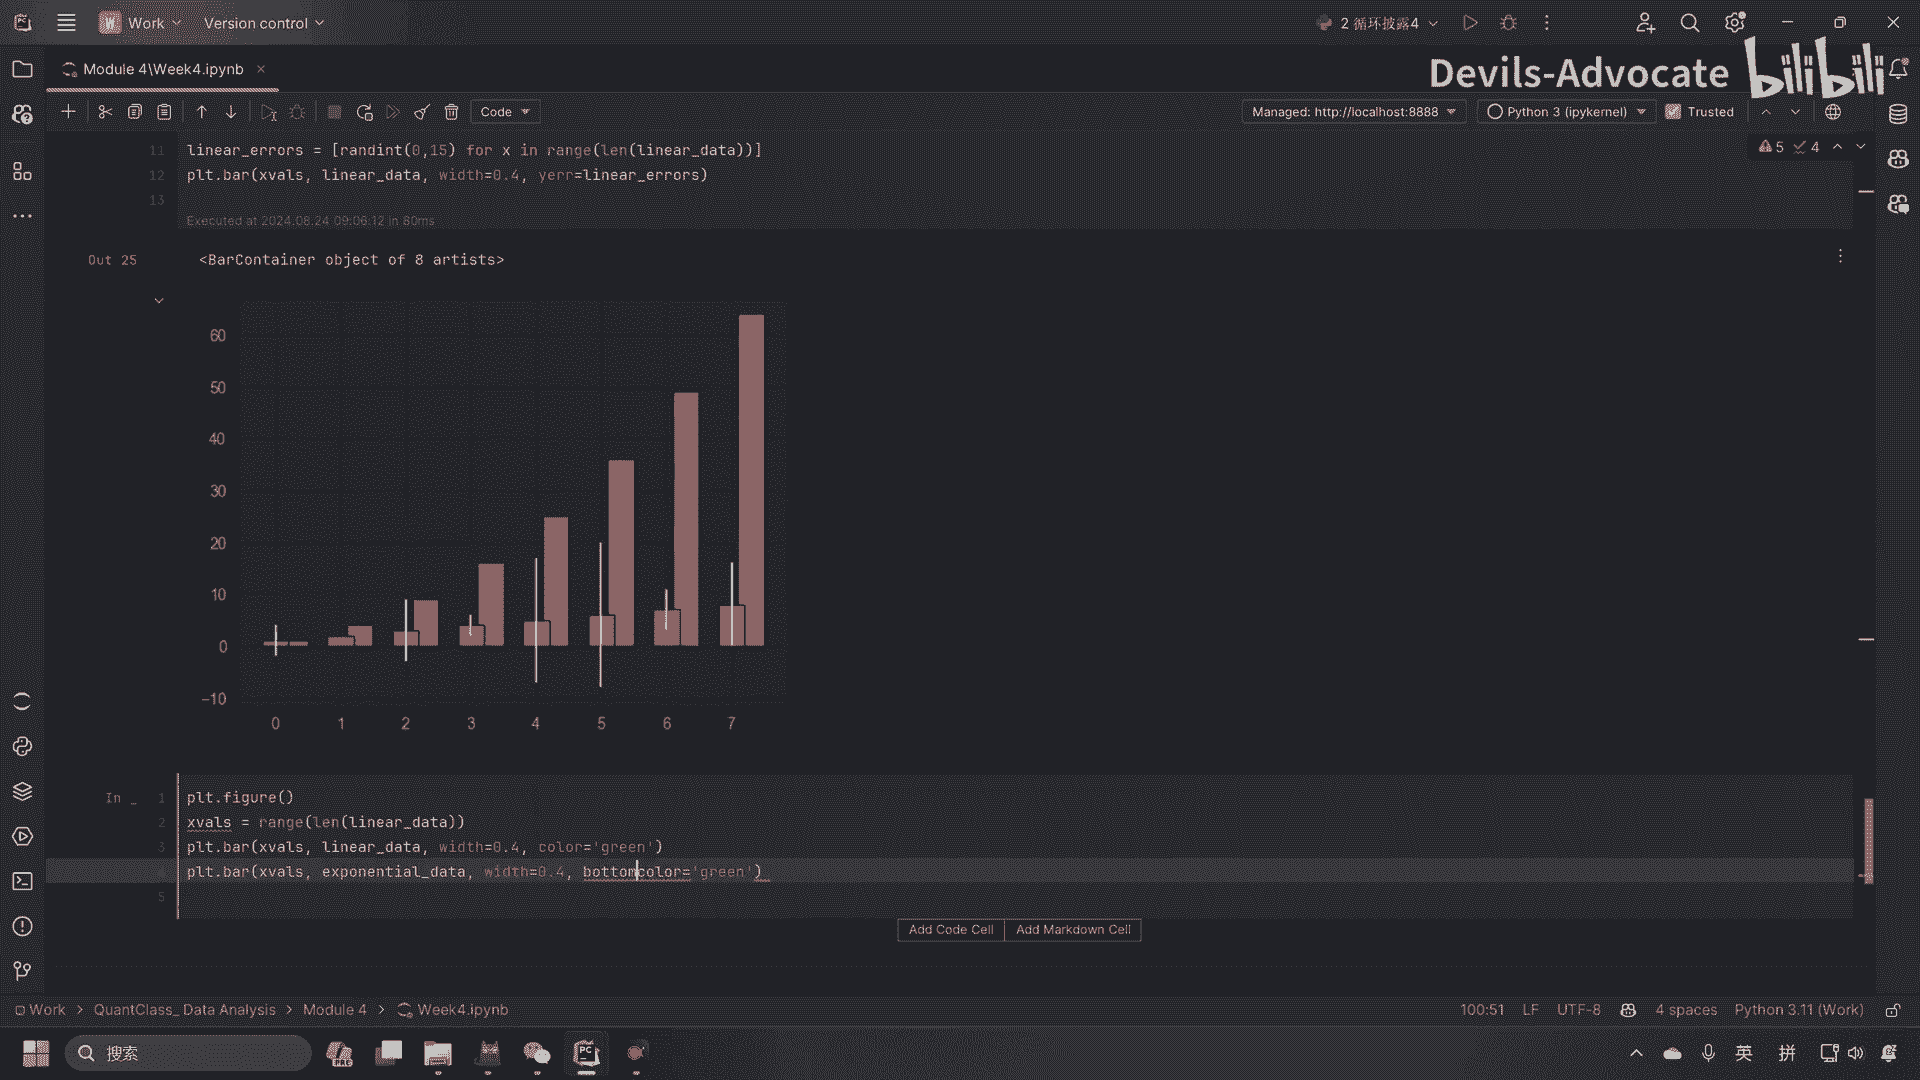 Work
Version control
2 循环披露4
Module 4\Week4.ipynb
Devils-Advocate bilibili
Code
Managed: http://localhost:8888
Python 3 (ipykernel)
Trusted
11 linear_errors = [randint(0,15) for x in range(len(linear_data))]
5 4
12 plt.bar(xvals, linear_data, width=0.4, yerr=linear_errors)
13
Executed at 2024.08.24 09:06:12 in 80ms
Out 25 <BarContainer object of 8 artists>
60
50
40
30
20
10
0
−10
0 1 2 3 4 5 6 7
In _ 1 plt.figure()
2 xvals = range(len(linear_data))
3 plt.bar(xvals, linear_data, width=0.4, color='green')
4 plt.bar(xvals, exponential_data, width=0.4, bottomcolor='green')
5
Add Code Cell Add Markdown Cell
Work > QuantClass_ Data Analysis > Module 4 > Week4.ipynb
100:51 LF UTF-8 4 spaces Python 3.11 (Work)
搜索
英 拼